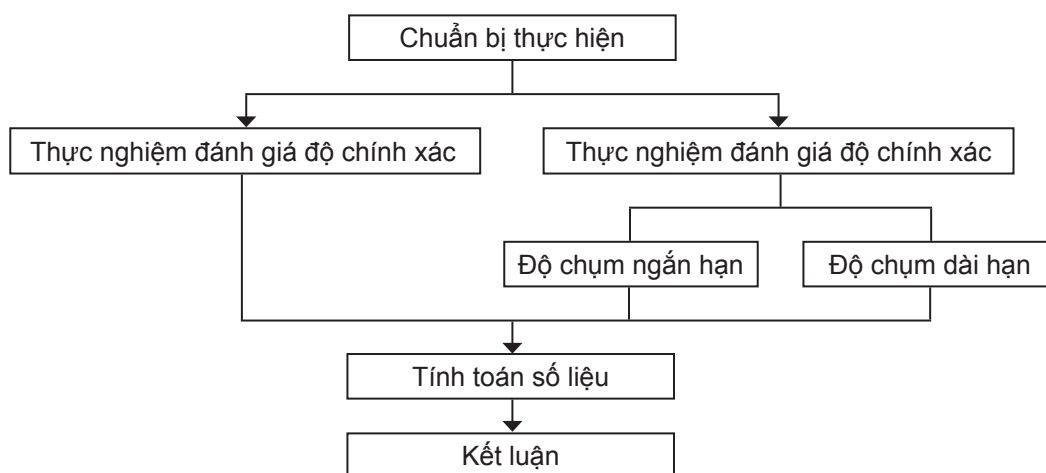 Chuẩn bị thực hiện
Thực nghiệm đánh giá độ chính xác
Thực nghiệm đánh giá độ chính xác
Độ chụm ngắn hạn
Độ chụm dài hạn
Tính toán số liệu
Kết luận